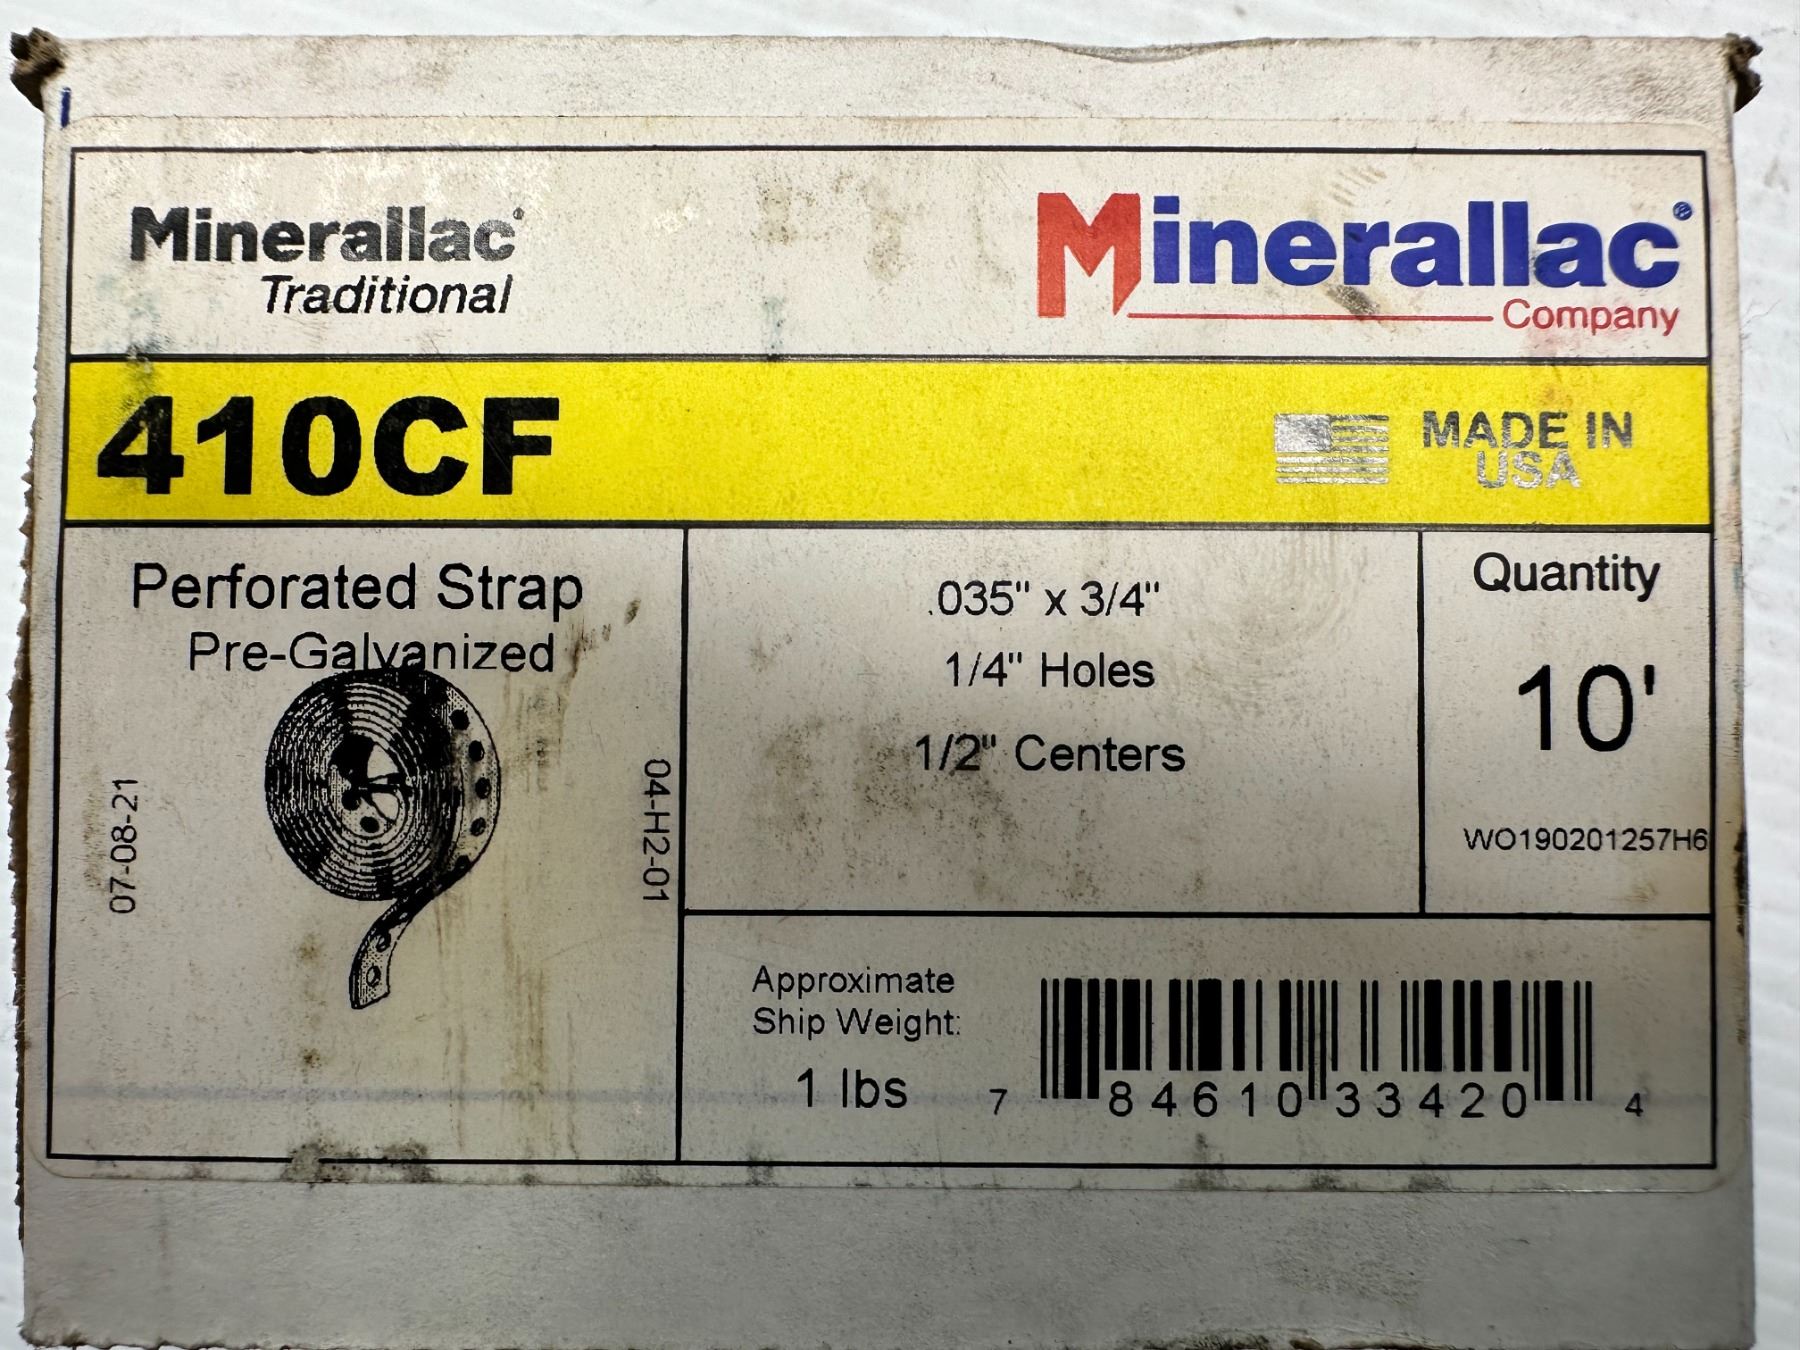 Minerallac®
Traditional
Minerallac®
Company
410CF
MADE IN
USA
Perforated Strap
Pre-Galvanized
07-08-21
04-H2-01
.035" x 3/4"
1/4" Holes
1/2" Centers
Quantity
10'
WO190201257H6
Approximate
Ship Weight:
1 lbs
7 84610 33420 4